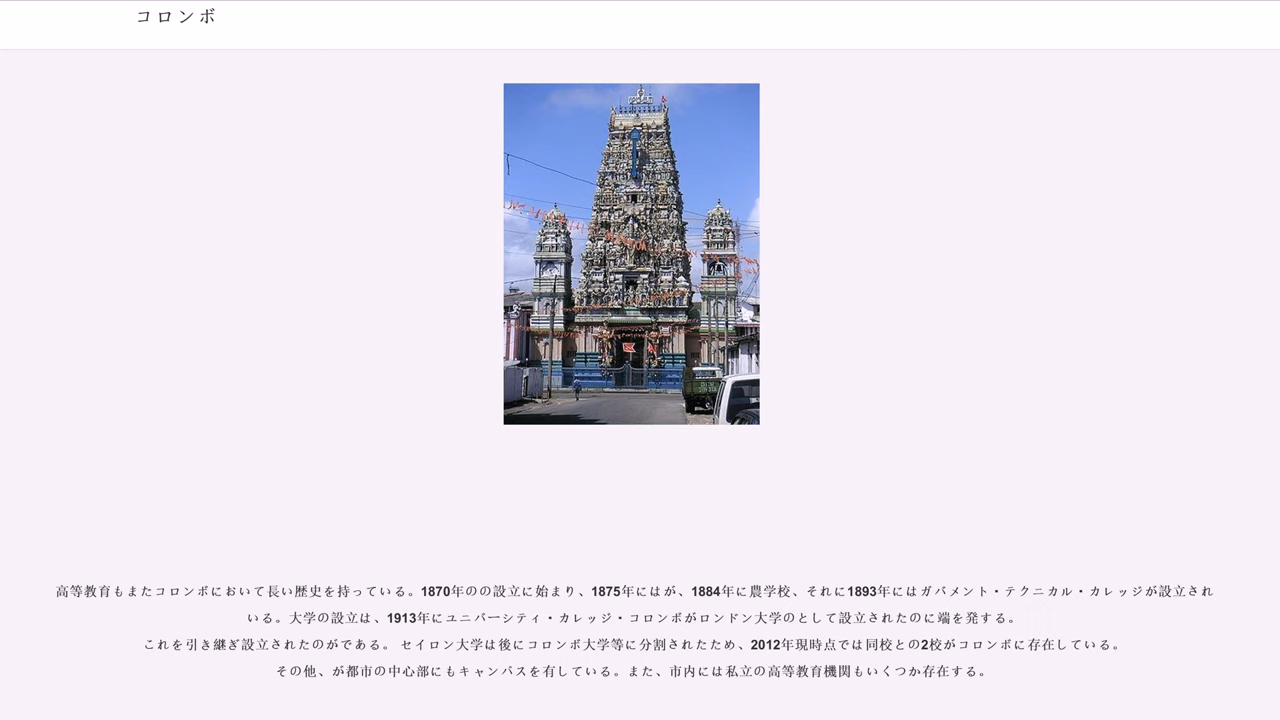 コロンボ
高等教育もまたコロンボにおいて長い歴史を持っている。1870年のの設立に始まり、1875年にはが、1884年に農学校、それに1893年にはガバメント・テクニカル・カレッジが設立され
いる。大学の設立は、1913年にユニバーシティ・カレッジ・コロンボがロンドン大学のとして設立されたのに端を発する。
これを引き継ぎ設立されたのがである。 セイロン大学は後にコロンボ大学等に分割されたため、2012年現時点では同校との2校がコロンボに存在している。
その他、が都市の中心部にもキャンパスを有している。また、市内には私立の高等教育機関もいくつか存在する。